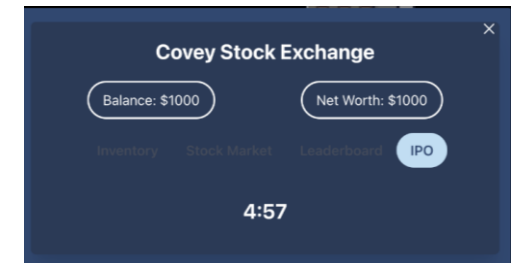 Covey Stock Exchange
Balance: $1000 Net Worth: $1000
Inventory Stock Market Leaderboard IPO
4:57